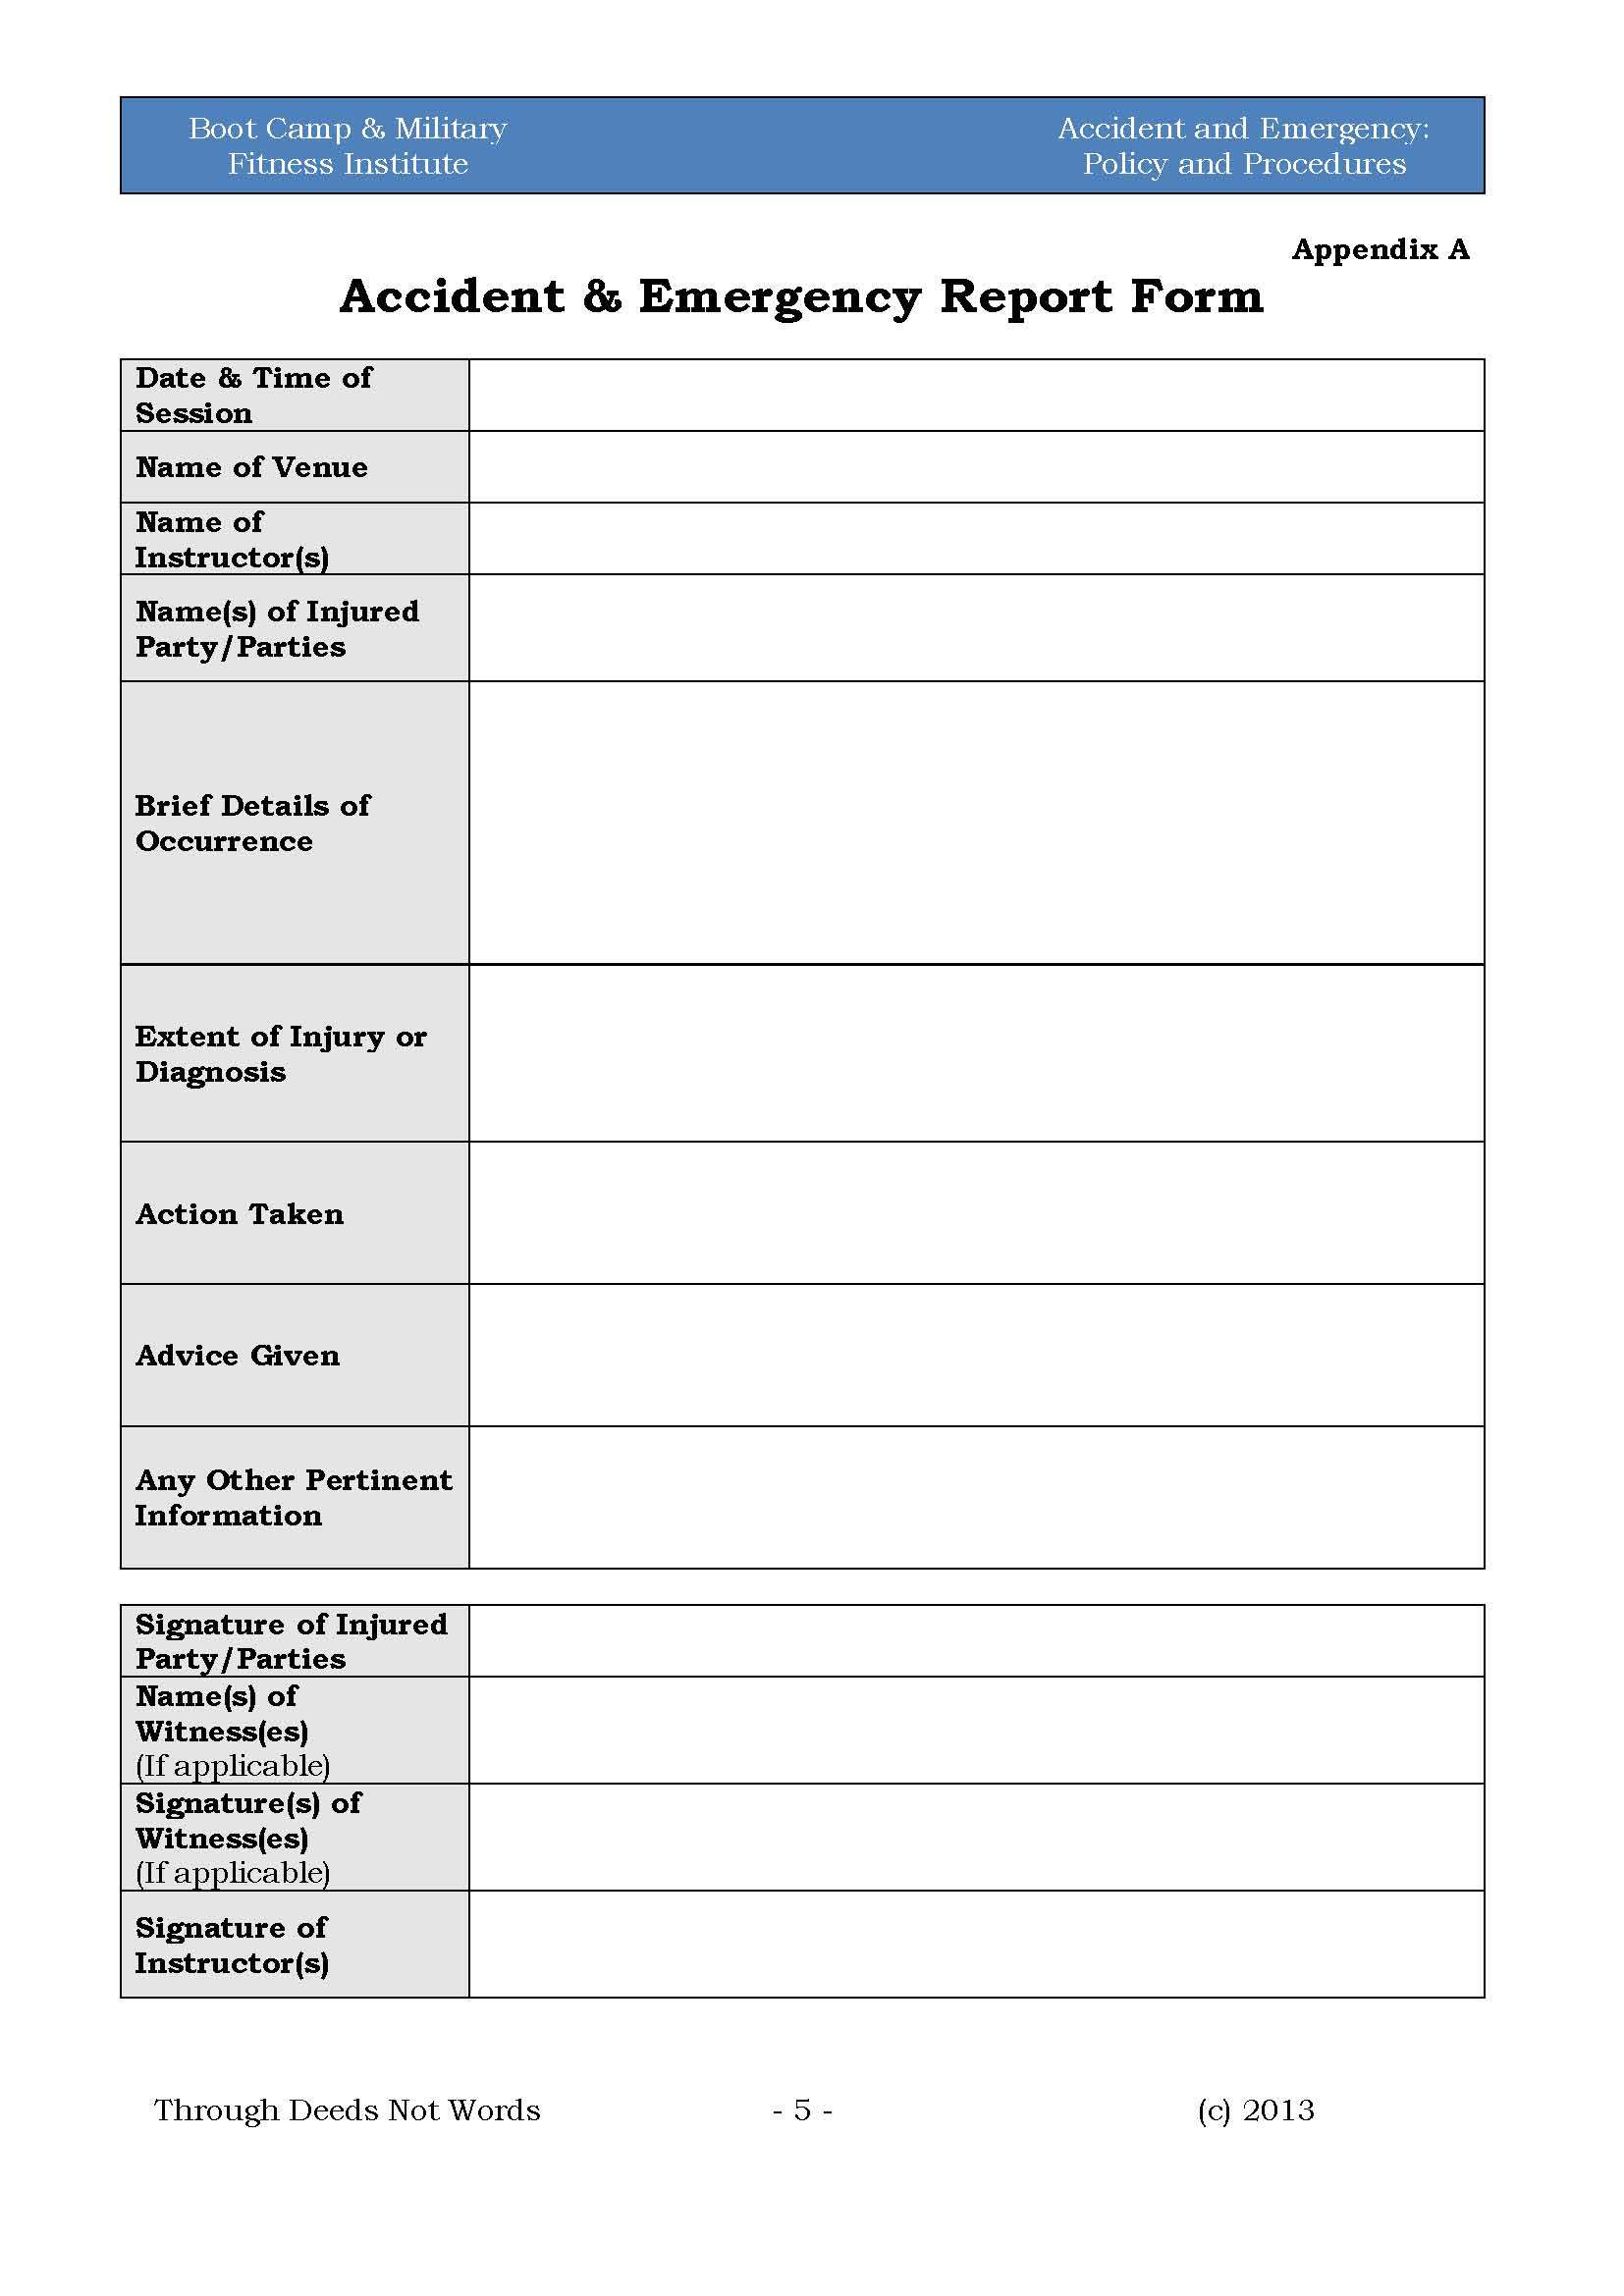 Boot Camp & Military
Fitness Institute
Accident and Emergency:
Policy and Procedures
Appendix A
Accident & Emergency Report Form
Date & Time of
Session
Name of Venue
Name of
Instructor(s)
Name(s) of Injured
Party/Parties
Brief Details of
Occurrence
Extent of Injury or
Diagnosis
Action Taken
Advice Given
Any Other Pertinent
Information
Signature of Injured
Party/Parties
Name(s) of
Witness(es)
(If applicable)
Signature(s) of
Witness(es)
(If applicable)
Signature of
Instructor(s)
Through Deeds Not Words - 5 - (c) 2013